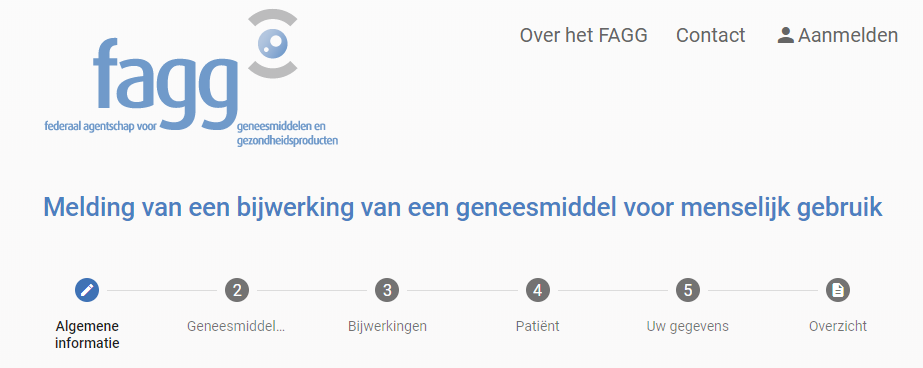 Over het FAGG Contact Aanmelden
fagg
federaal agentschap voor geneesmiddelen en
gezondheidsproducten
Melding van een bijwerking van een geneesmiddel voor menselijk gebruik
2 3 4 5
Algemene informatie
Geneesmiddel...
Bijwerkingen
Patiënt
Uw gegevens
Overzicht